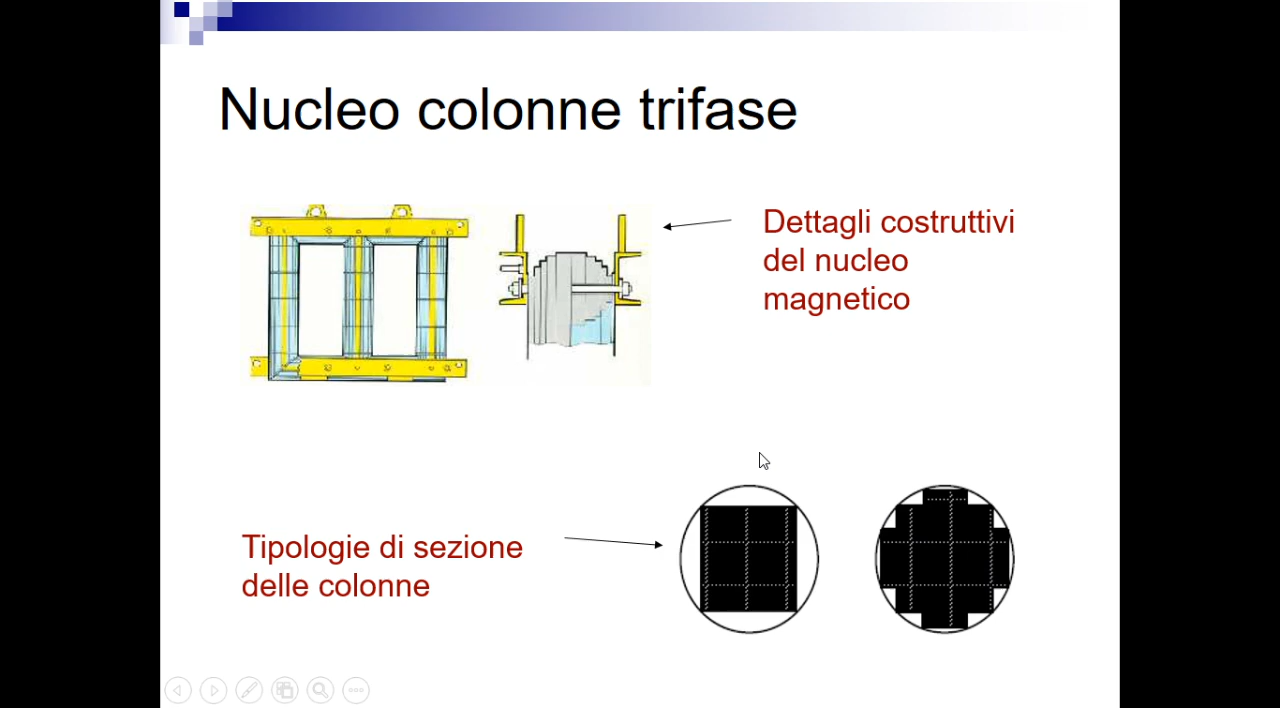 Nucleo colonne trifase
Dettagli costruttivi
del nucleo
magnetico
Tipologie di sezione
delle colonne